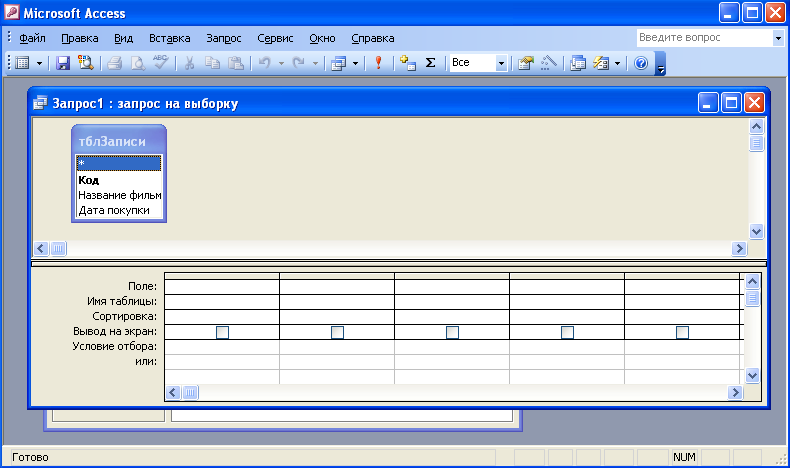 Microsoft Access
Файл Правка Вид Вставка Запрос Сервис Окно Справка Введите вопрос
Все
Запрос1 : запрос на выборку
тблЗаписи
*
Код
Название фильм
Дата покупки
Поле:
Имя таблицы:
Сортировка:
Вывод на экран:
Условие отбора:
или:
Готово NUM